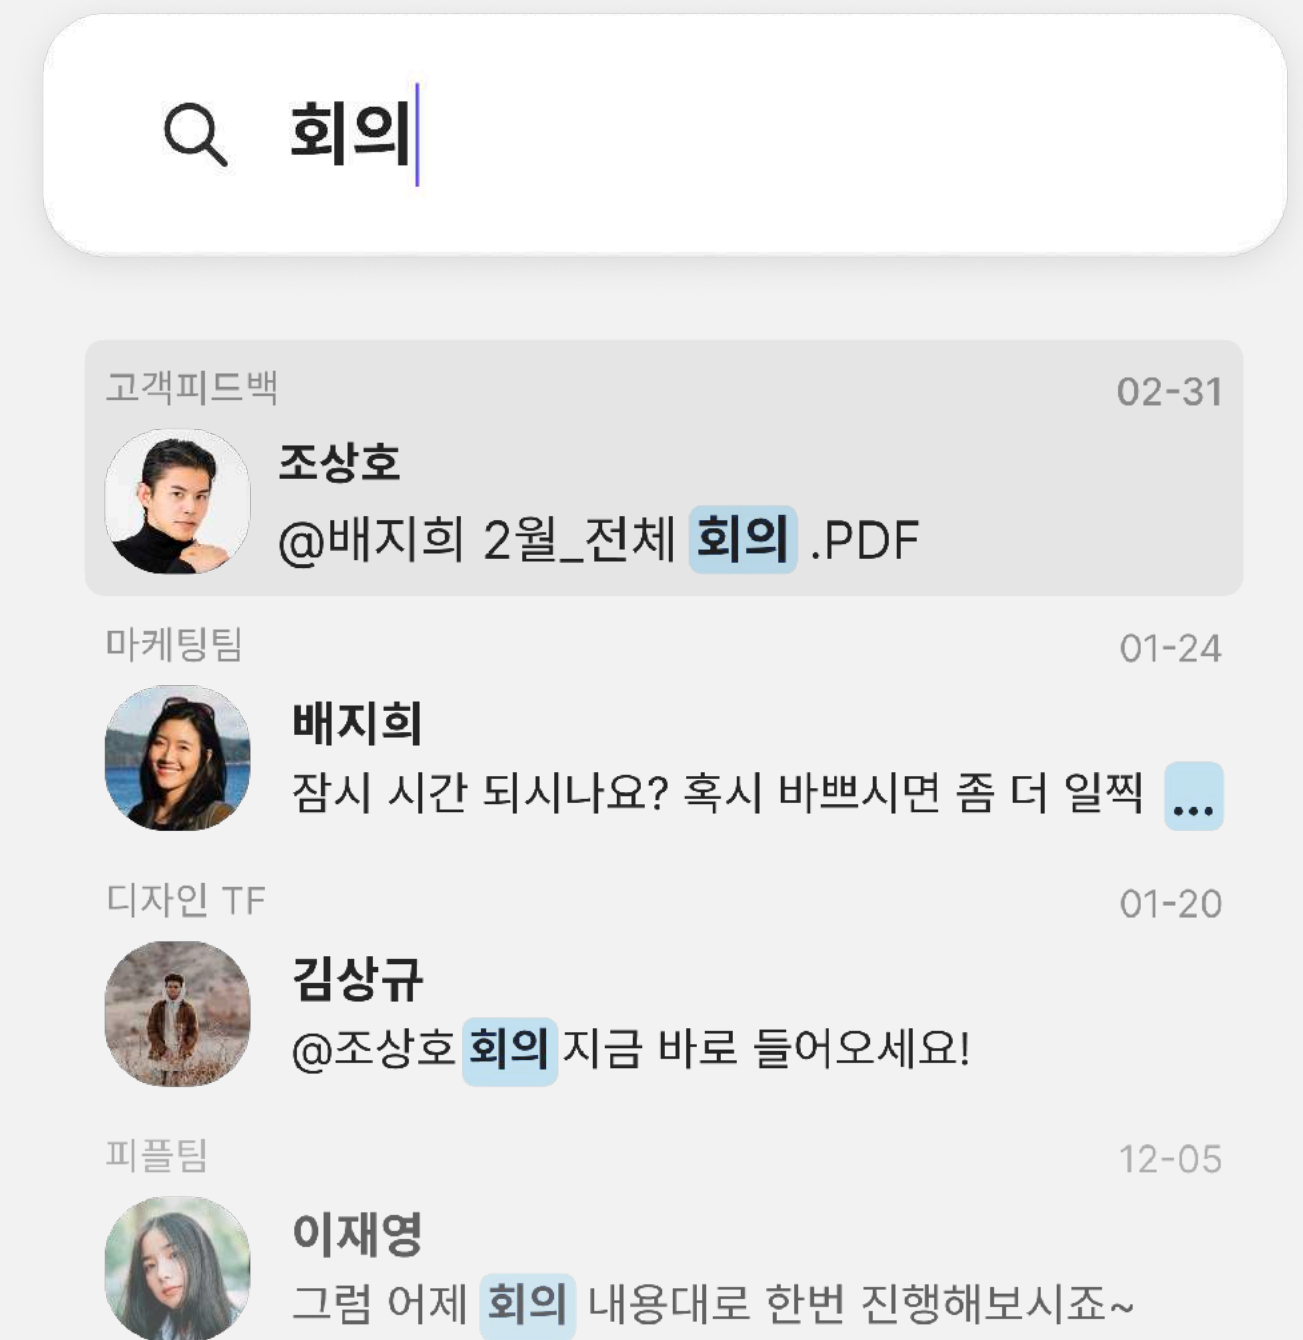 회의
고객피드백 02-31
조상호
@배지희 2월_전체 회의 .PDF
마케팅팀 01-24
배지희
잠시 시간 되시나요? 혹시 바쁘시면 좀 더 일찍 ...
디자인 TF 01-20
김상규
@조상호 회의 지금 바로 들어오세요!
피플팀 12-05
이재영
그럼 어제 회의 내용대로 한번 진행해보시죠~